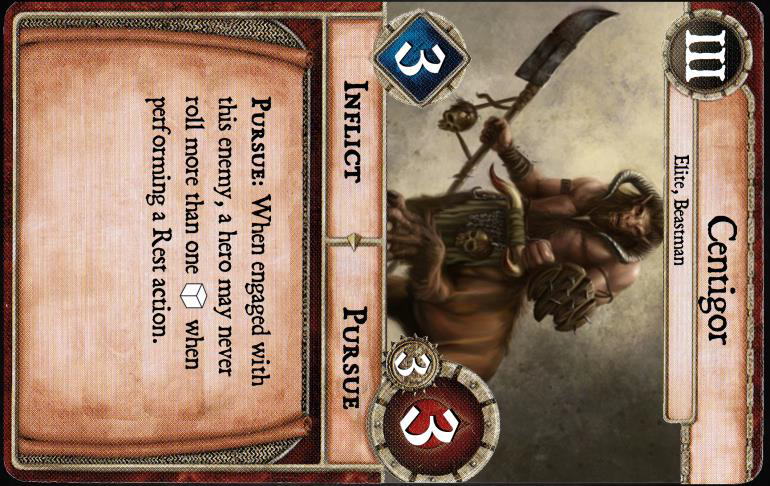 III
Centigor
Elite, Beastman
3
3
3
INFLICT PURSUE
PURSUE: When engaged with
this enemy, a hero may never
roll more than one when
performing a Rest action.